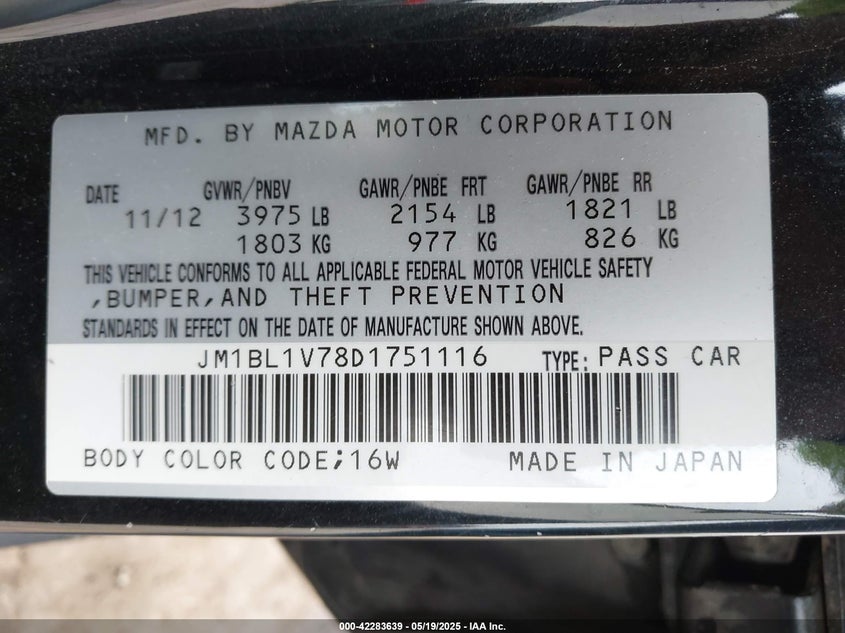 MFD. BY MAZDA MOTOR CORPORATION
DATE GVWR/PNBV GAWR/PNBE FRT GAWR/PNBE RR
11/12 3975 LB 2154 LB 1821 LB
1803 KG 977 KG 826 KG
THIS VEHICLE CONFORMS TO ALL APPLICABLE FEDERAL MOTOR VEHICLE SAFETY
,BUMPER,AND THEFT PREVENTION
STANDARDS IN EFFECT ON THE DATE OF MANUFACTURE SHOWN ABOVE.
JM1BL1V78D1751116 TYPE: PASS CAR
BODY COLOR CODE;16W MADE IN JAPAN
000-42283639 - 05/19/2025 - IAA Inc.